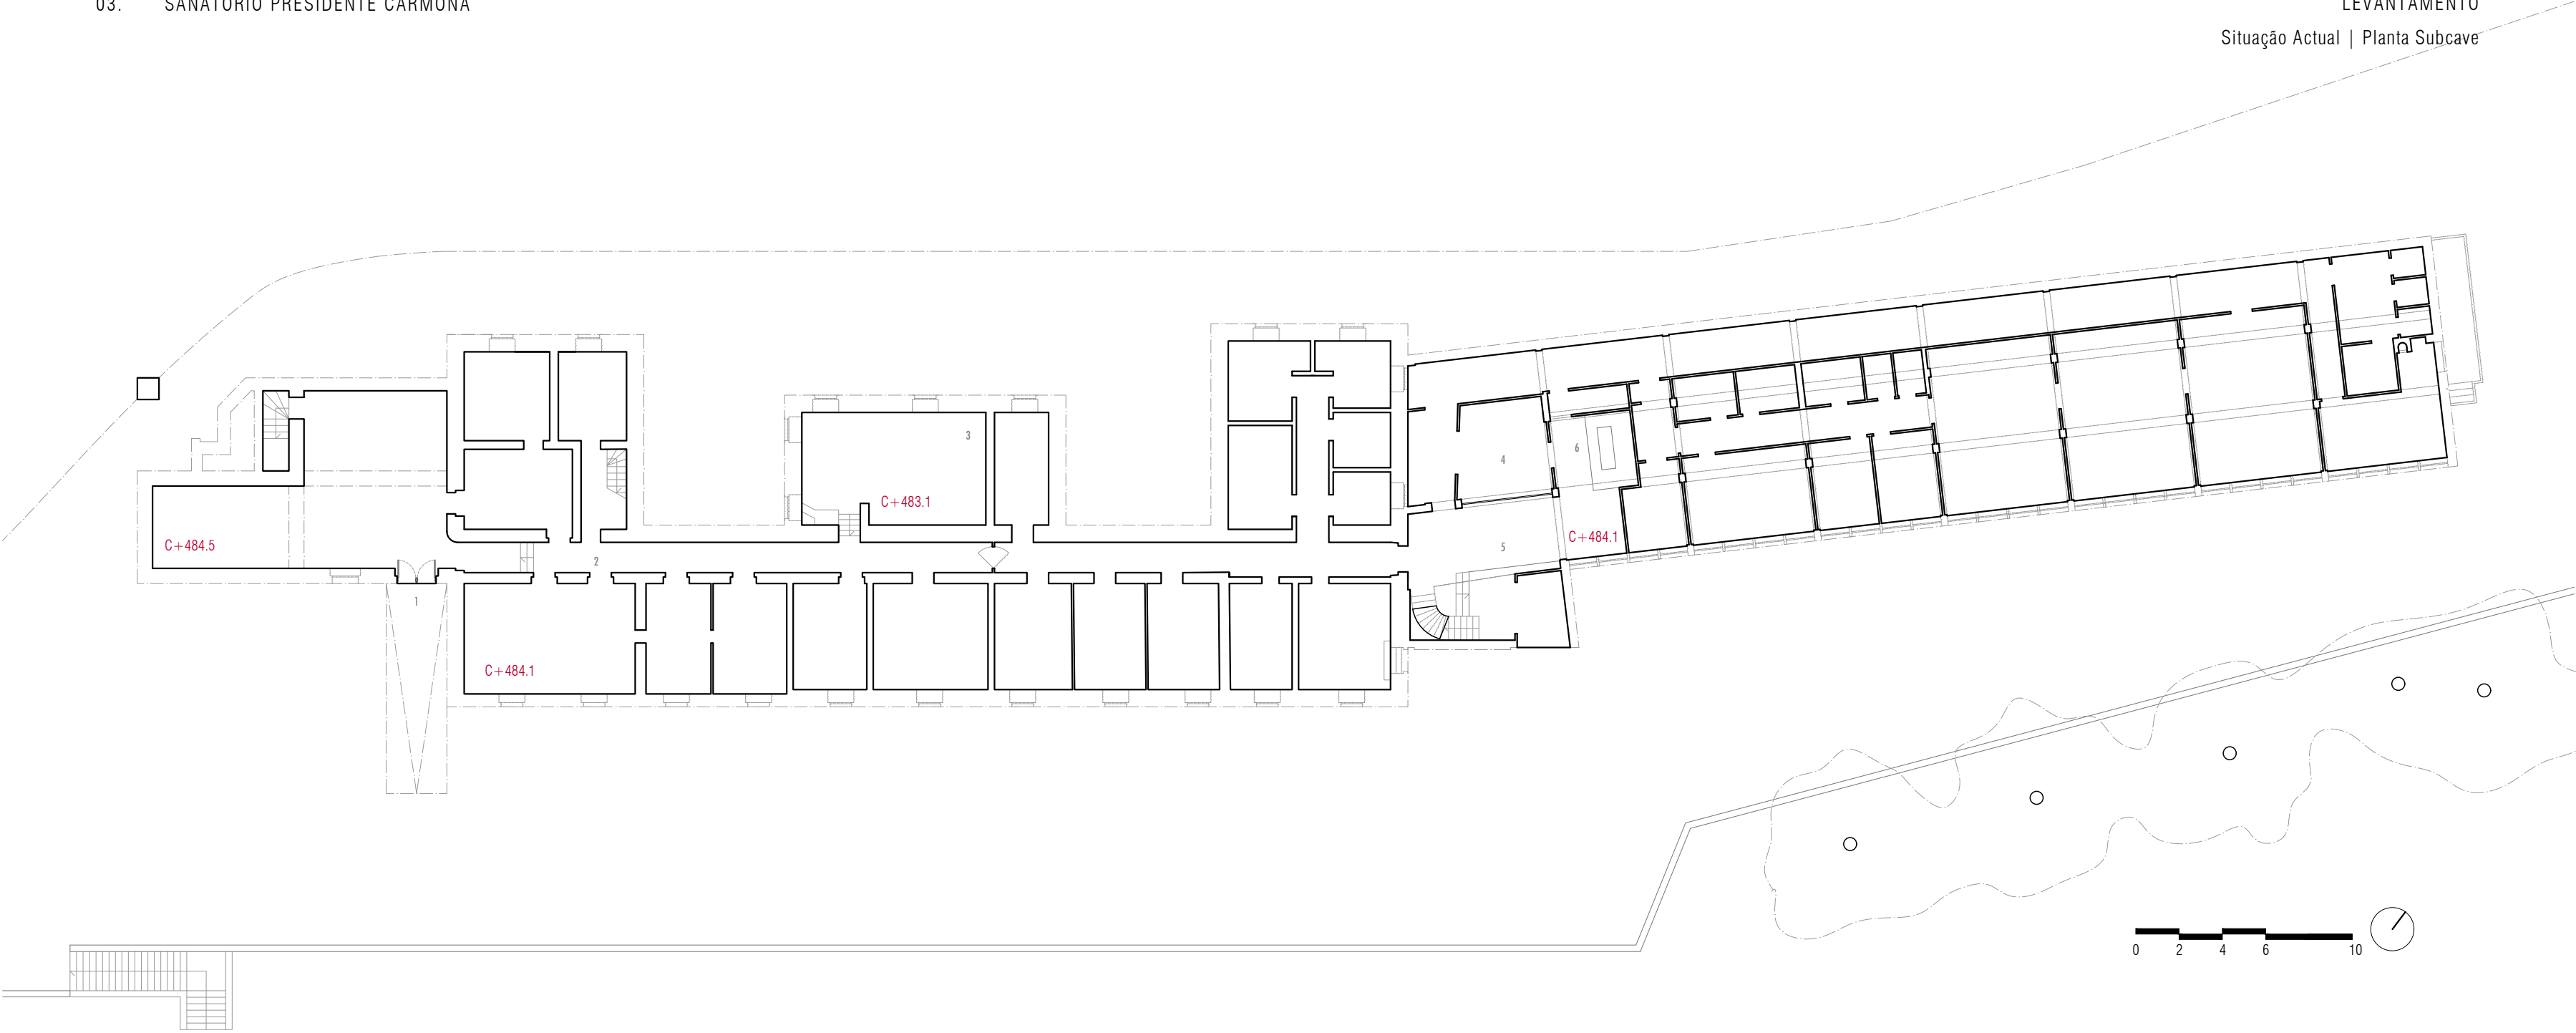 03. SANATÓRIO PRESIDENTE CARMONA
LEVANTAMENTO
Situação Actual | Planta Subcave
3
4
6
C+483.1
C+484.5
C+484.1
5
2
1
C+484.1
0 2 4 6 10